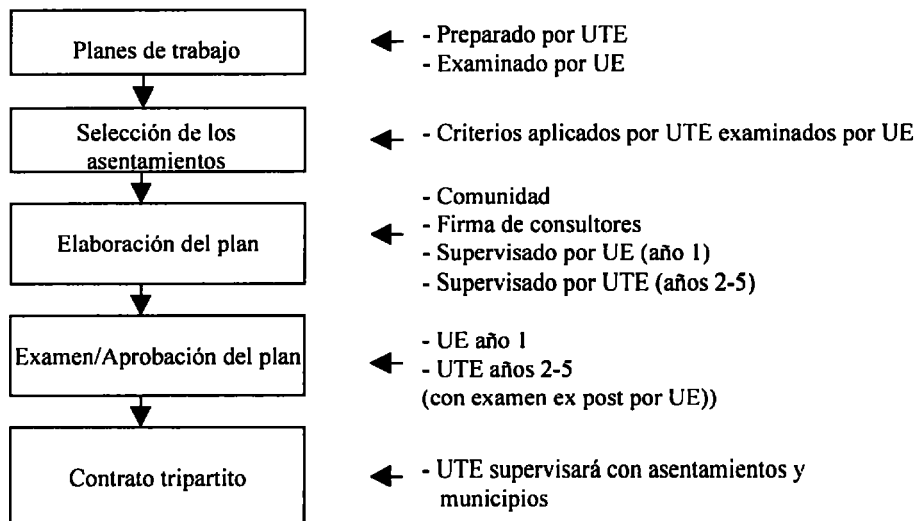 Planes de trabajo
- Preparado por UTE
- Examinado por UE
Selección de los
asentamientos
- Criterios aplicados por UTE examinados por UE
Elaboración del plan
- Comunidad
- Firma de consultores
- Supervisado por UE (año 1)
- Supervisado por UTE (años 2-5)
Examen/Aprobación del plan
- UE año 1
- UTE años 2-5
(con examen ex post por UE))
Contrato tripartito
- UTE supervisará con asentamientos y
municipios